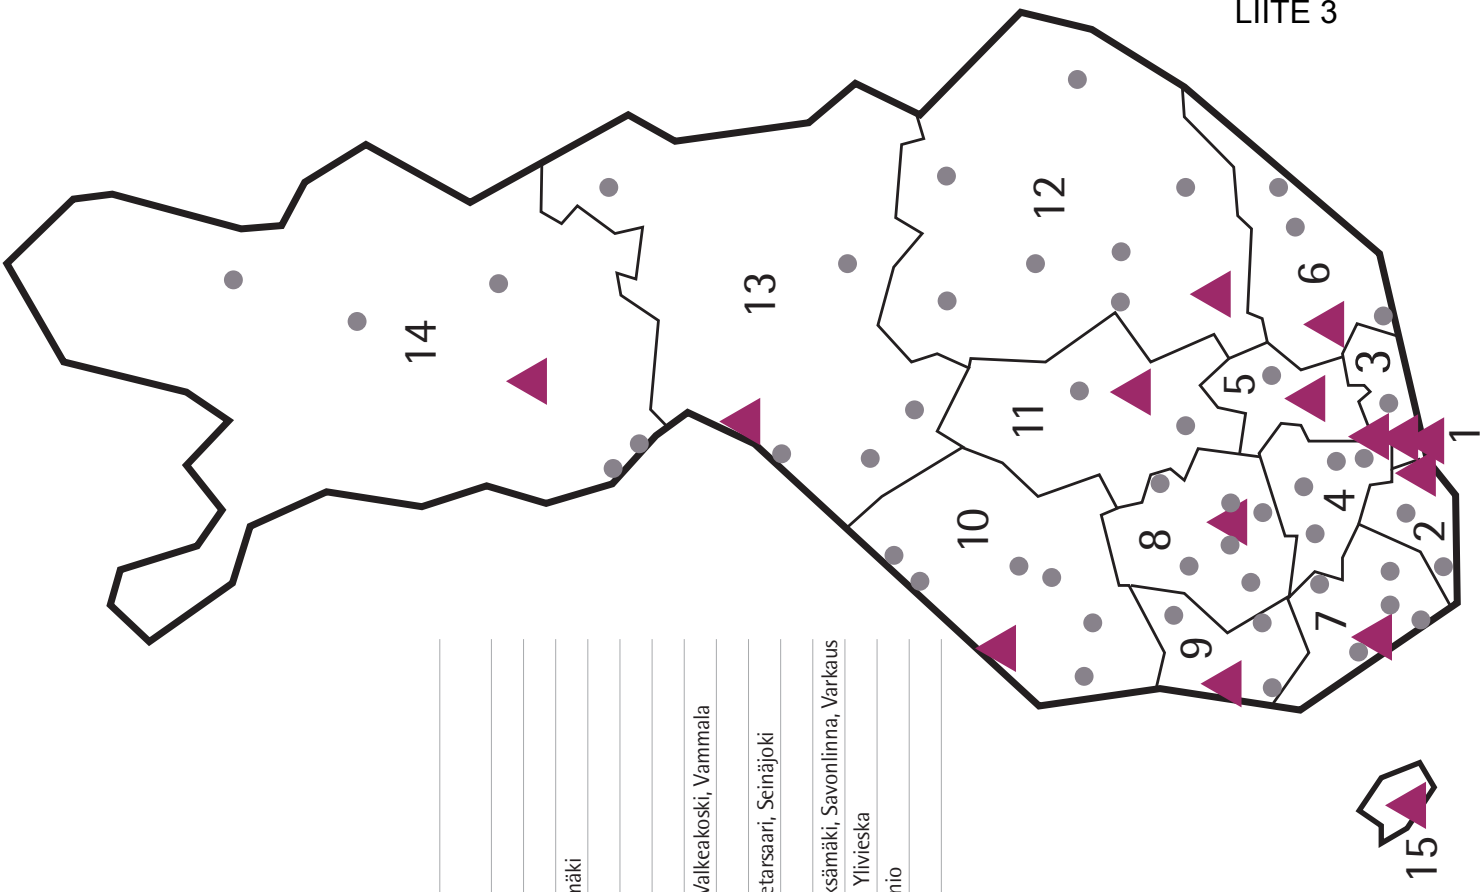 LIITE 3
14
13
12
11
10
9
8
7
6
5
4
3
2
1
15
mäki
Valkeakoski, Vammala
etarsaari, Seinäjoki
ksämäki, Savonlinna, Varkaus
Ylivieska
nio